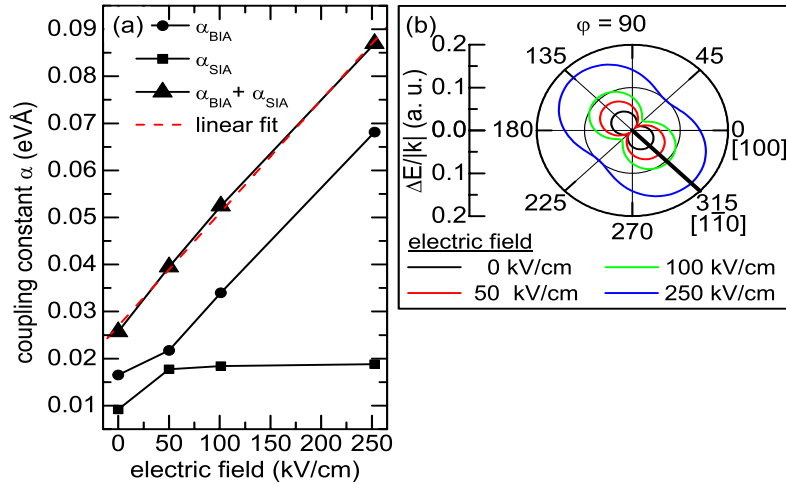 (a)
α_BIA
α_SIA
α_BIA + α_SIA
linear fit
0.09
0.08
0.07
0.06
0.05
0.04
0.03
0.02
0.01
coupling constant α (eVÅ)
0 50 100 150 200 250
electric field (kV/cm)
(b)
φ = 90
135 45
180 0
[100]
225 315
[11̄0]
270
0.2
0.1
0.0
0.1
0.2
ΔE/|k| (a. u.)
electric field
0 kV/cm 100 kV/cm
50 kV/cm 250 kV/cm